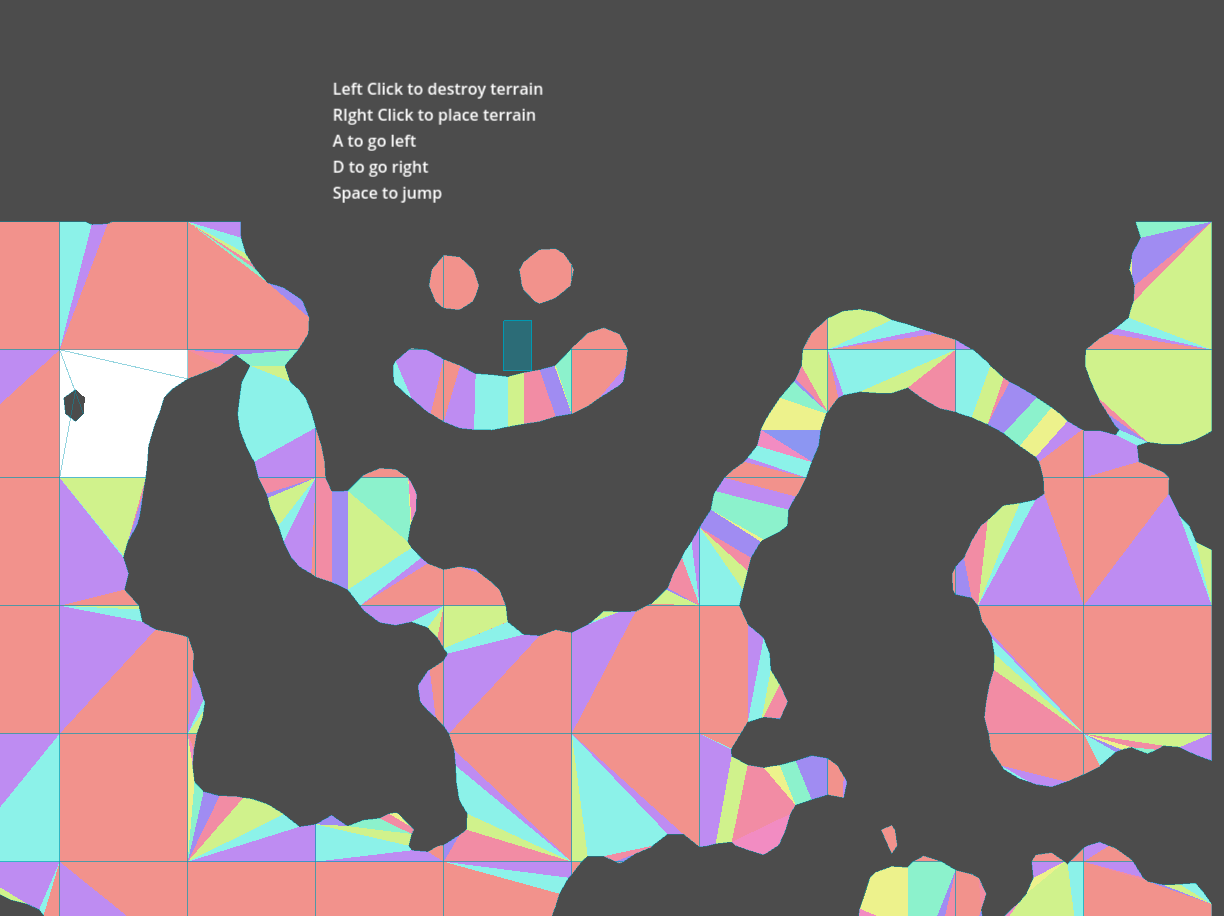 Left Click to destroy terrain
RIght Click to place terrain
A to go left
D to go right
Space to jump